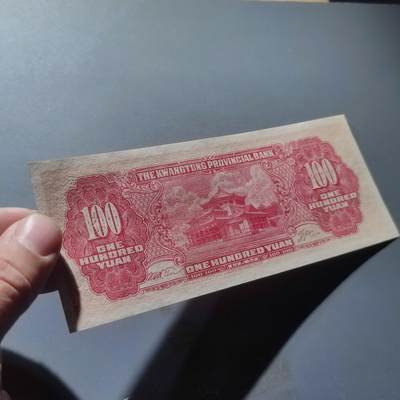 THE KWANGTUNG PROVINCIAL BANK
100
ONE
HUNDRED
YUAN
100
ONE
HUNDRED
YUAN
ONE HUNDRED YUAN